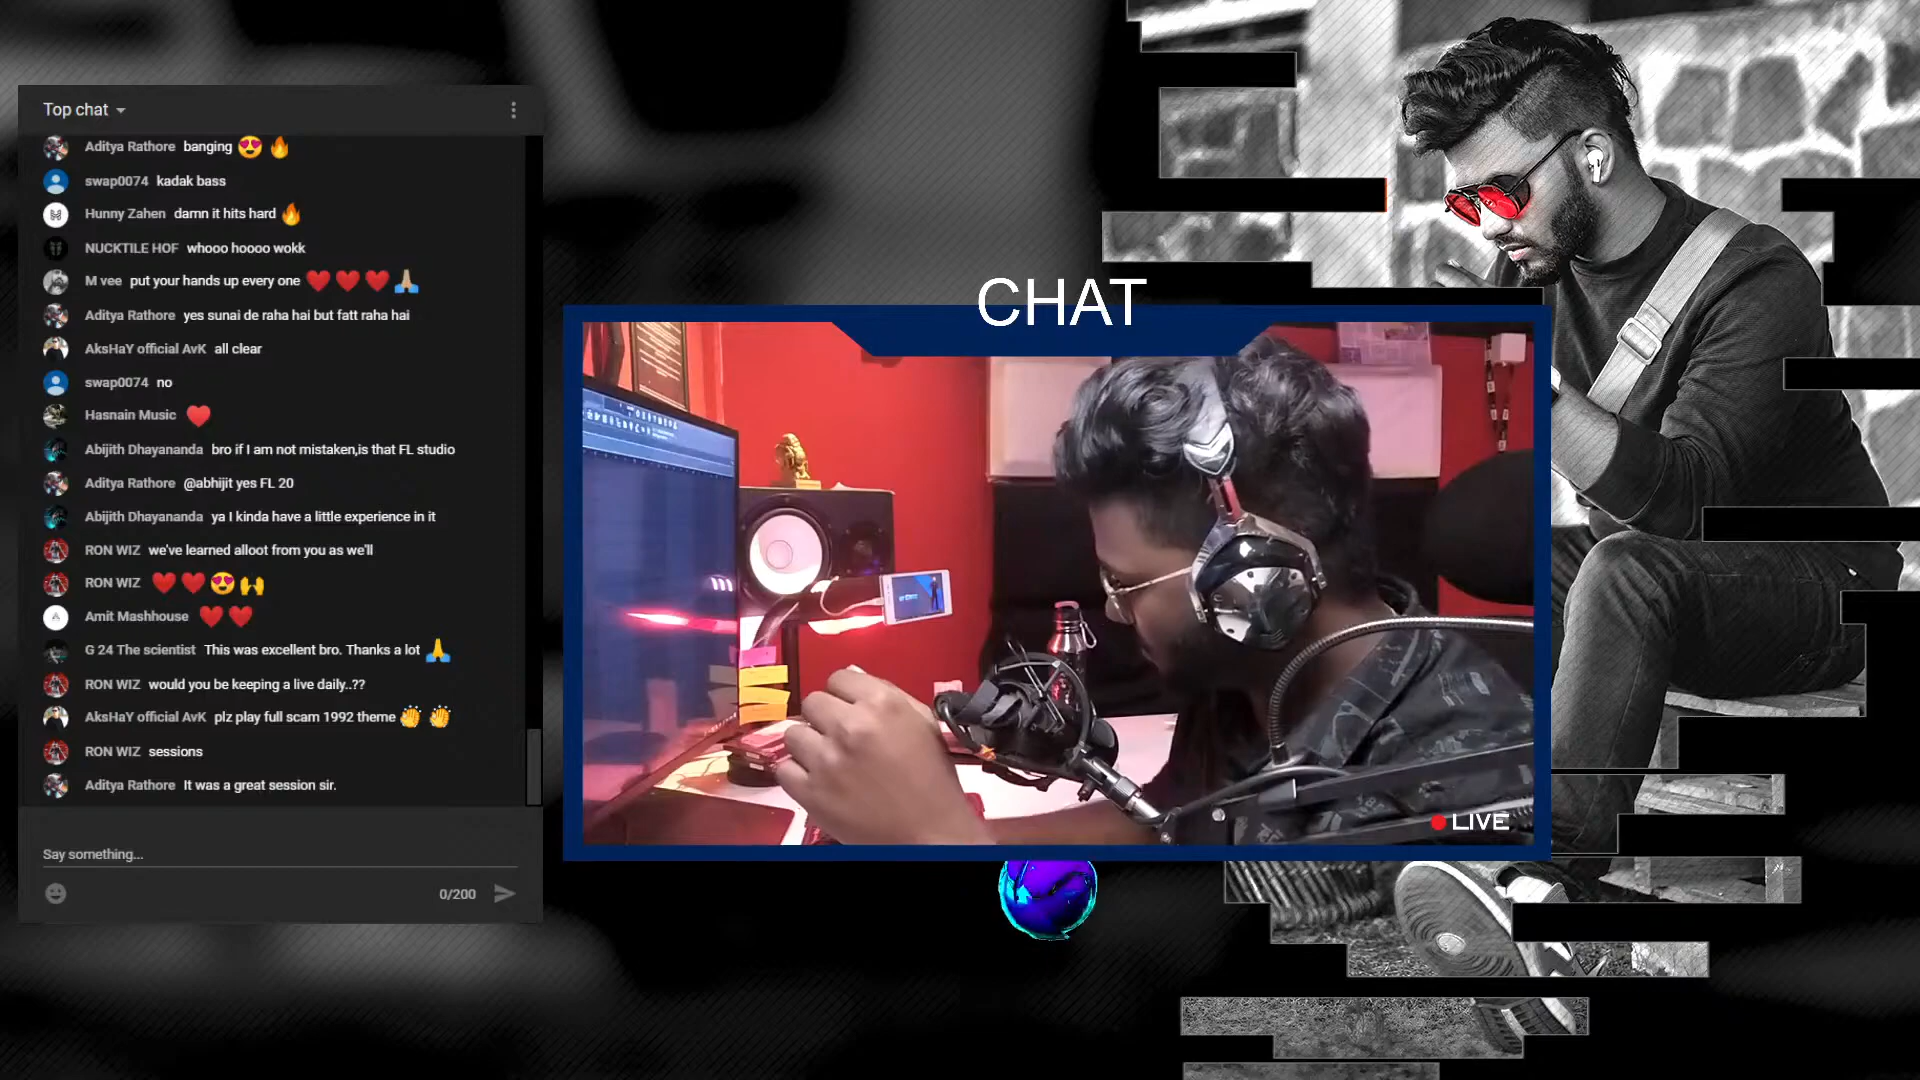 Top chat
Aditya Rathore banging 😍 🔥
swap0074 kadak bass
Hunny Zahen damn it hits hard 🔥
NUCKTILE HOF whooo hoooo wokk
M vee put your hands up every one ❤️ ❤️ ❤️ 🙏🏼
Aditya Rathore yes sunai de raha hai but fatt raha hai
AksHaY official AvK all clear
swap0074 no
Hasnain Music ❤️
Abijith Dhayananda bro if I am not mistaken,is that FL studio
Aditya Rathore @abhijit yes FL 20
Abijith Dhayananda ya I kinda have a little experience in it
RON WIZ we've learned alloot from you as we'll
RON WIZ ❤️ ❤️ 😍 🙌
Amit Mashhouse ❤️ ❤️
G 24 The scientist This was excellent bro. Thanks a lot 🙏
RON WIZ would you be keeping a live daily..??
AksHaY official AvK plz play full scam 1992 theme 👏 👏
RON WIZ sessions
Aditya Rathore It was a great session sir.
Say something...
0/200
CHAT
LIVE